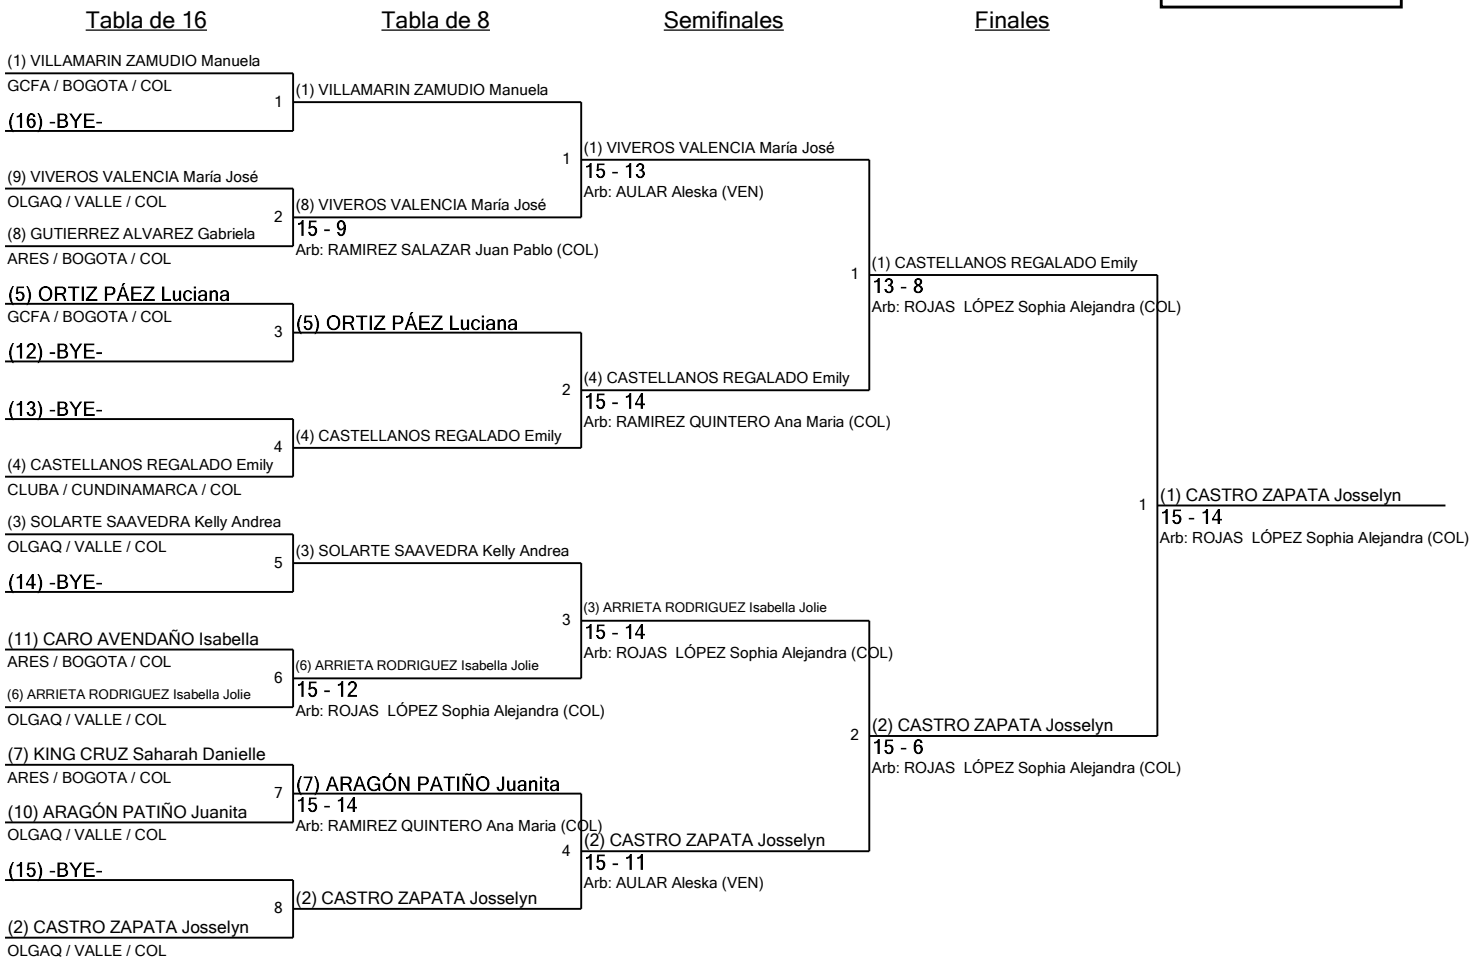 Tabla de 16
Tabla de 8
Semifinales
Finales
(1) VILLAMARIN ZAMUDIO Manuela
GCFA / BOGOTA / COL
1
(16) -BYE-
(9) VIVEROS VALENCIA María José
OLGAQ / VALLE / COL
2
(8) GUTIERREZ ALVAREZ Gabriela
ARES / BOGOTA / COL
(5) ORTIZ PÁEZ Luciana
GCFA / BOGOTA / COL
3
(12) -BYE-
(13) -BYE-
4
(4) CASTELLANOS REGALADO Emily
CLUBA / CUNDINAMARCA / COL
(3) SOLARTE SAAVEDRA Kelly Andrea
OLGAQ / VALLE / COL
5
(14) -BYE-
(11) CARO AVENDAÑO Isabella
ARES / BOGOTA / COL
6
(6) ARRIETA RODRIGUEZ Isabella Jolie
OLGAQ / VALLE / COL
(7) KING CRUZ Saharah Danielle
ARES / BOGOTA / COL
7
(10) ARAGÓN PATIÑO Juanita
OLGAQ / VALLE / COL
(15) -BYE-
8
(2) CASTRO ZAPATA Josselyn
OLGAQ / VALLE / COL
(1) VILLAMARIN ZAMUDIO Manuela
1
(8) VIVEROS VALENCIA María José
15 - 9
Arb: RAMIREZ SALAZAR Juan Pablo (COL)
(5) ORTIZ PÁEZ Luciana
2
(4) CASTELLANOS REGALADO Emily
(3) SOLARTE SAAVEDRA Kelly Andrea
3
(6) ARRIETA RODRIGUEZ Isabella Jolie
15 - 12
Arb: ROJAS  LÓPEZ Sophia Alejandra (COL)
(7) ARAGÓN PATIÑO Juanita
15 - 14
Arb: RAMIREZ QUINTERO Ana Maria (COL)
4
(2) CASTRO ZAPATA Josselyn
(1) VIVEROS VALENCIA María José
15 - 13
Arb: AULAR Aleska (VEN)
1
(4) CASTELLANOS REGALADO Emily
15 - 14
Arb: RAMIREZ QUINTERO Ana Maria (COL)
(3) ARRIETA RODRIGUEZ Isabella Jolie
15 - 14
Arb: ROJAS  LÓPEZ Sophia Alejandra (COL)
2
(2) CASTRO ZAPATA Josselyn
15 - 11
Arb: AULAR Aleska (VEN)
(1) CASTELLANOS REGALADO Emily
13 - 8
Arb: ROJAS  LÓPEZ Sophia Alejandra (COL)
1
(2) CASTRO ZAPATA Josselyn
15 - 6
Arb: ROJAS  LÓPEZ Sophia Alejandra (COL)
(1) CASTRO ZAPATA Josselyn
15 - 14
Arb: ROJAS  LÓPEZ Sophia Alejandra (COL)